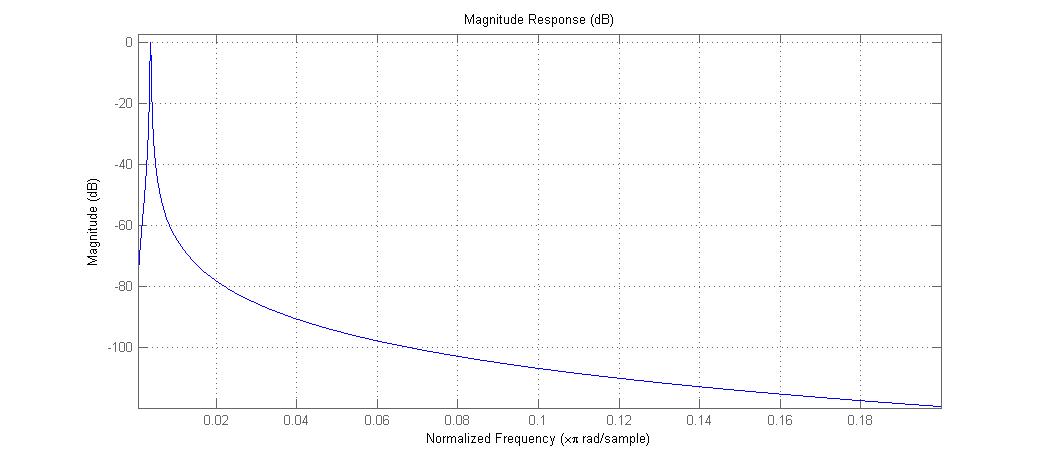 Magnitude Response (dB)
0
-20
-40
-60
-80
-100
Magnitude (dB)
0.02 0.04 0.06 0.08 0.1 0.12 0.14 0.16 0.18
Normalized Frequency (×π rad/sample)